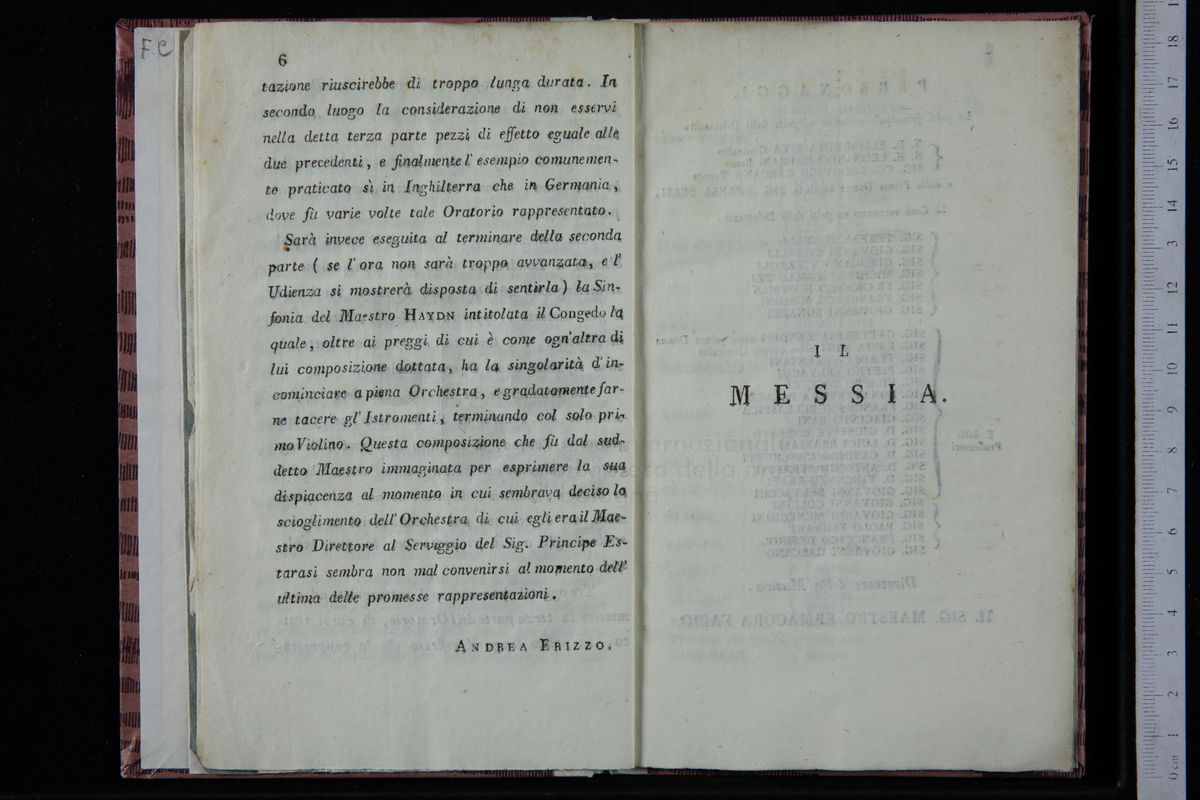 F.C
6
tazione riuscirebbe di troppo lunga durata. In
secondo luogo la considerazione di non esservi
nella detta terza parte pezzi di effetto eguale alle
due precedenti, e finalmente l'esempio comunemen-
te praticato sì in Inghilterra che in Germania,
dove fù varie volte tale Oratorio rappresentato.
Sarà invece eseguita al terminare della seconda
parte ( se l'ora non sarà troppo avvanzata, e l'
Udienza si mostrerà disposta di sentirla) la Sin-
fonia del Maestro HAYDN intitolata il Congedo la
quale, oltre ai preggi di cui è come ogn'altra di
lui composizione dottata, ha la singolarità d'in-
cominciare a piena Orchestra, e gradatamente far-
ne tacere gl'Istromenti, terminando col solo pri-
mo Violino. Questa composizione che fù dal sud-
detto Maestro immaginata per esprimere la sua
dispiacenza al momento in cui sembrava deciso lo
scioglimento dell'Orchestra di cui egli era il Mae-
stro Direttore al Serviggio del Sig. Principe Es-
tarasi sembra non mal convenirsi al momento dell'
ultima delle promesse rappresentazioni.
ANDREA ERIZZO.
IL
MESSIA.